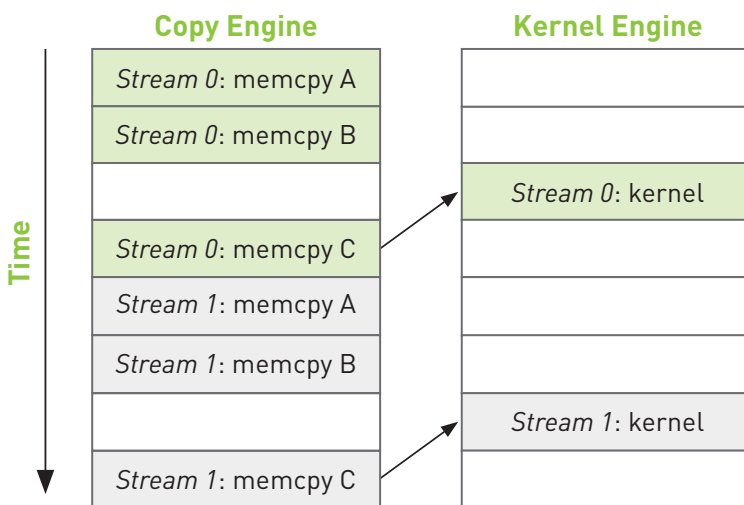 Copy Engine
Kernel Engine
Time
Stream 0: memcpy A
Stream 0: memcpy B
Stream 0: kernel
Stream 0: memcpy C
Stream 1: memcpy A
Stream 1: memcpy B
Stream 1: kernel
Stream 1: memcpy C